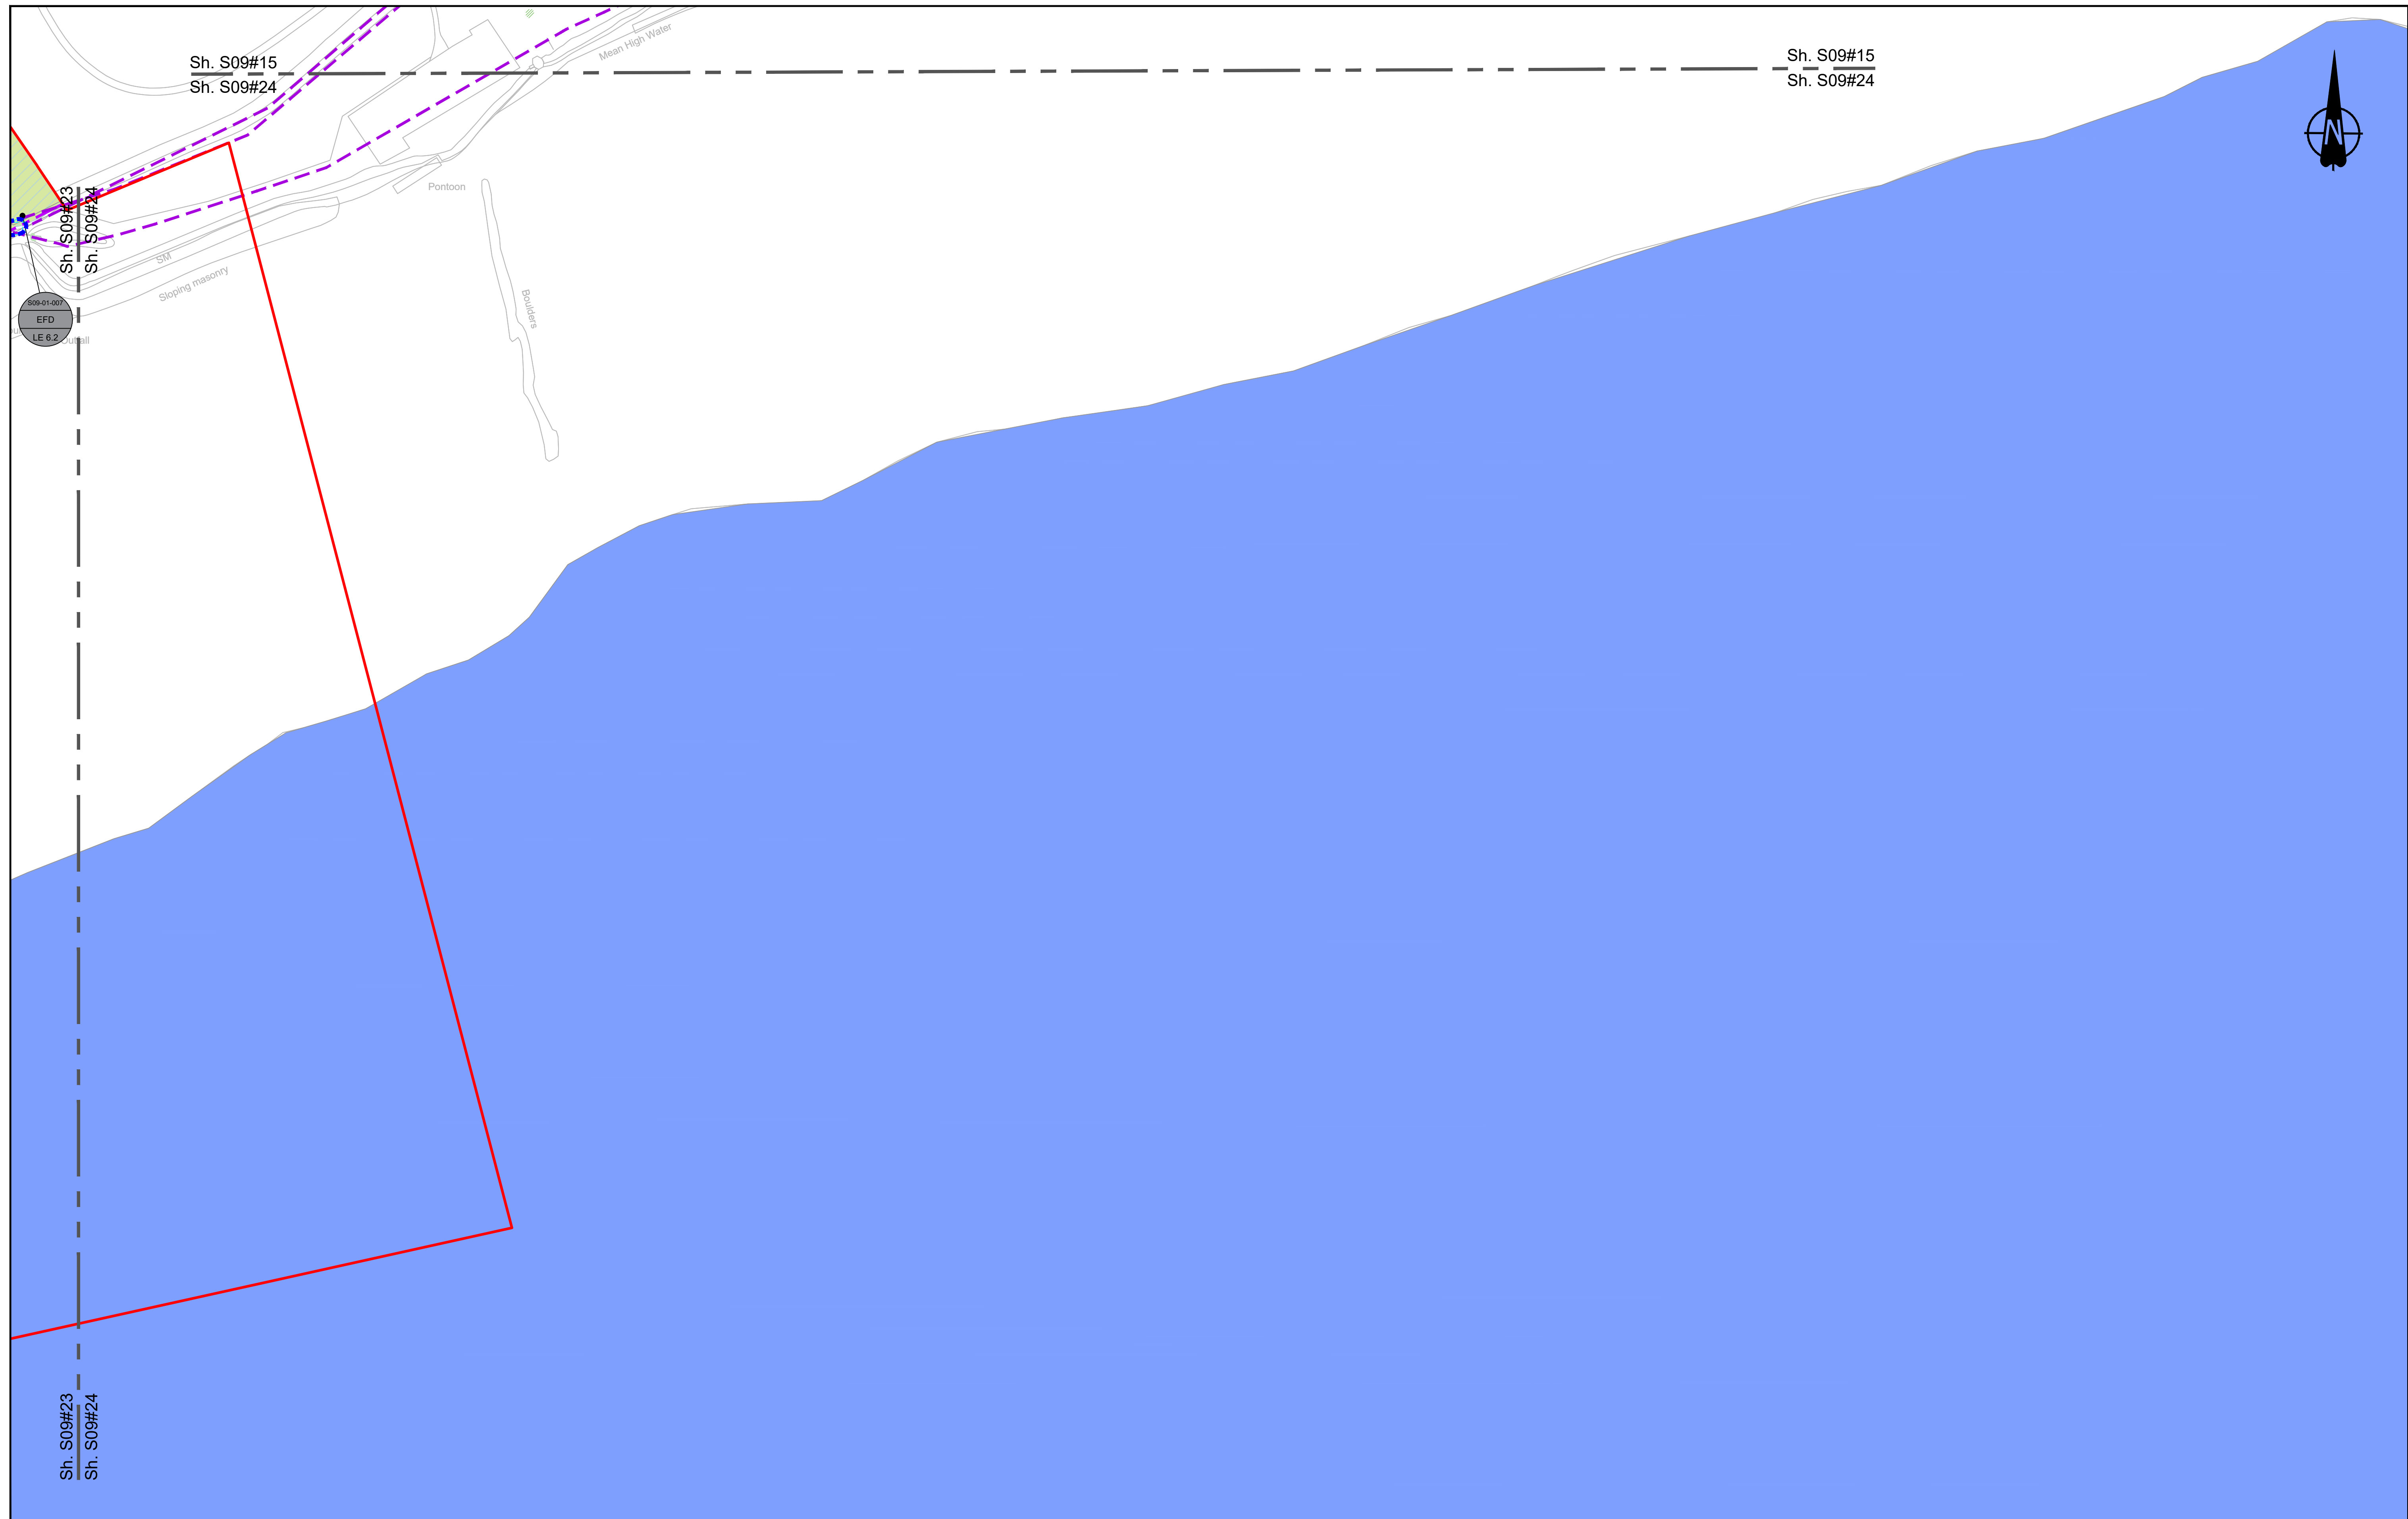 Mean High Water
Sh. S09#15
Sh. S09#24
Sh. S09#15
Sh. S09#24
N
Pontoon
Sh. S09#23
Sh. S09#24
SM
Sloping masonry
Boulders
S09-01-007
EFD
LE 6.2
Sh. S09#23
Sh. S09#24